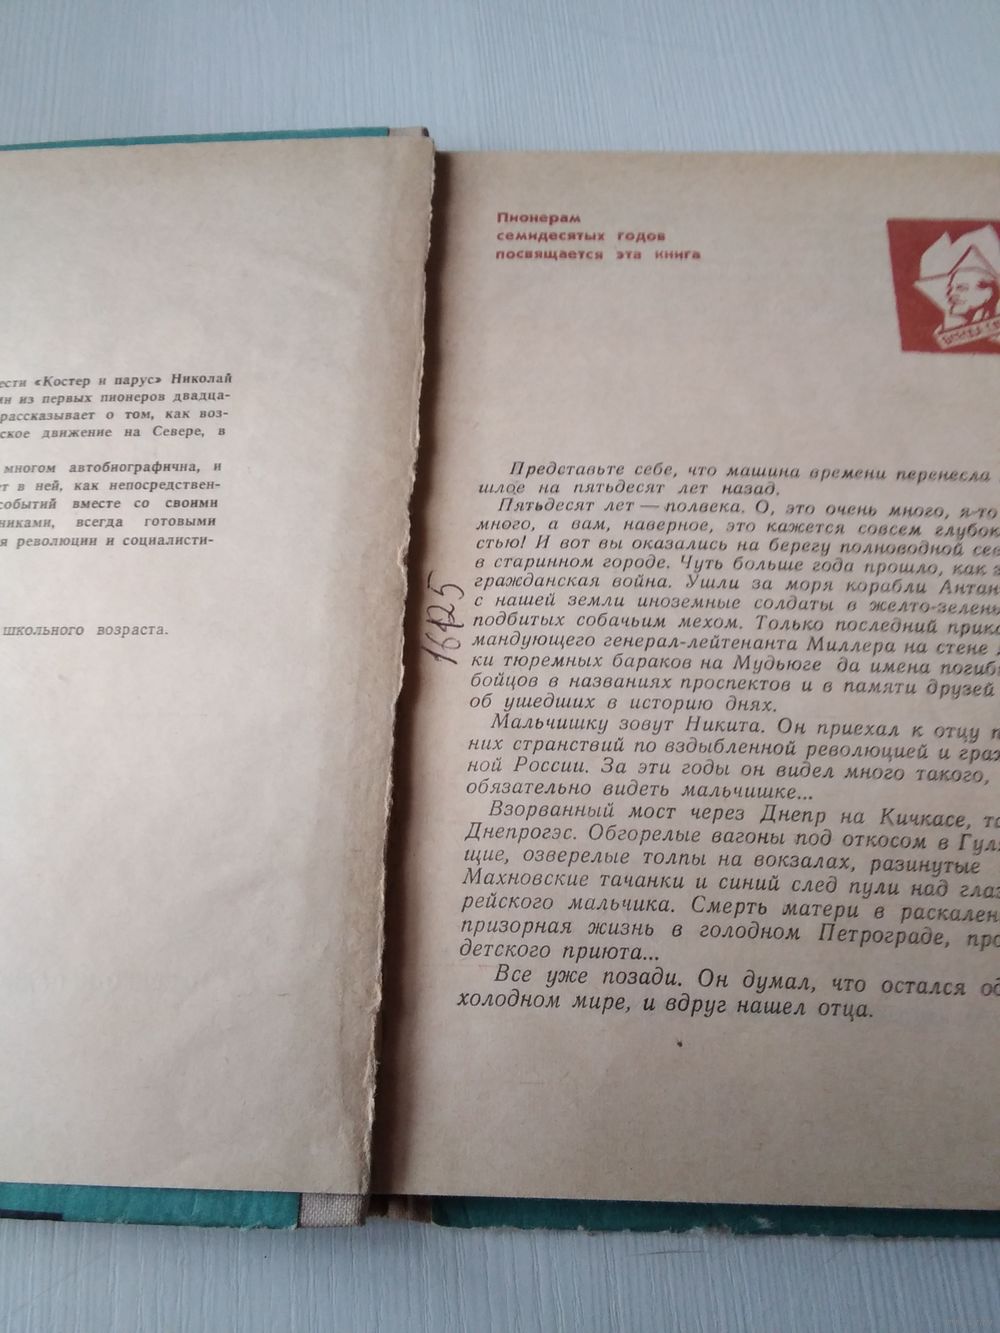 ести «Костер и парус» Николай
из первых пионеров двадца-
рассказывает о том, как воз-
ское движение на Севере, в
многом автобиографична, и
ет в ней, как непосредствен-
событий вместе со своими
никами, всегда готовыми
я революции и социалисти-
школьного возраста.
16425
Пионерам
семидесятых годов
посвящается эта книга
Представьте себе, что машина времени перенесла
шлое на пятьдесят лет назад.
Пятьдесят лет — полвека. О, это очень много, я-то
много, а вам, наверное, это кажется совсем глубок
стью! И вот вы оказались на берегу полноводной сев
в старинном городе. Чуть больше года прошло, как
гражданская война. Ушли за моря корабли Антан
с нашей земли иноземные солдаты в желто-зелень
подбитых собачьим мехом. Только последний прика
мандующего генерал-лейтенанта Миллера на стене
ки тюремных бараков на Мудьюге да имена погиб
бойцов в названиях проспектов и в памяти друзей
об ушедших в историю днях.
Мальчишку зовут Никита. Он приехал к отцу п
них странствий по вздыбленной революцией и граж
ной России. За эти годы он видел много такого,
обязательно видеть мальчишке...
Взорванный мост через Днепр на Кичкасе, т
Днепрогэс. Обгорелые вагоны под откосом в Гул
щие, озверелые толпы на вокзалах, разинутые
Махновские тачанки и синий след пули над глаз
рейского мальчика. Смерть матери в раскален
призорная жизнь в голодном Петрограде, про
детского приюта...
Все уже позади. Он думал, что остался од
холодном мире, и вдруг нашел отца.